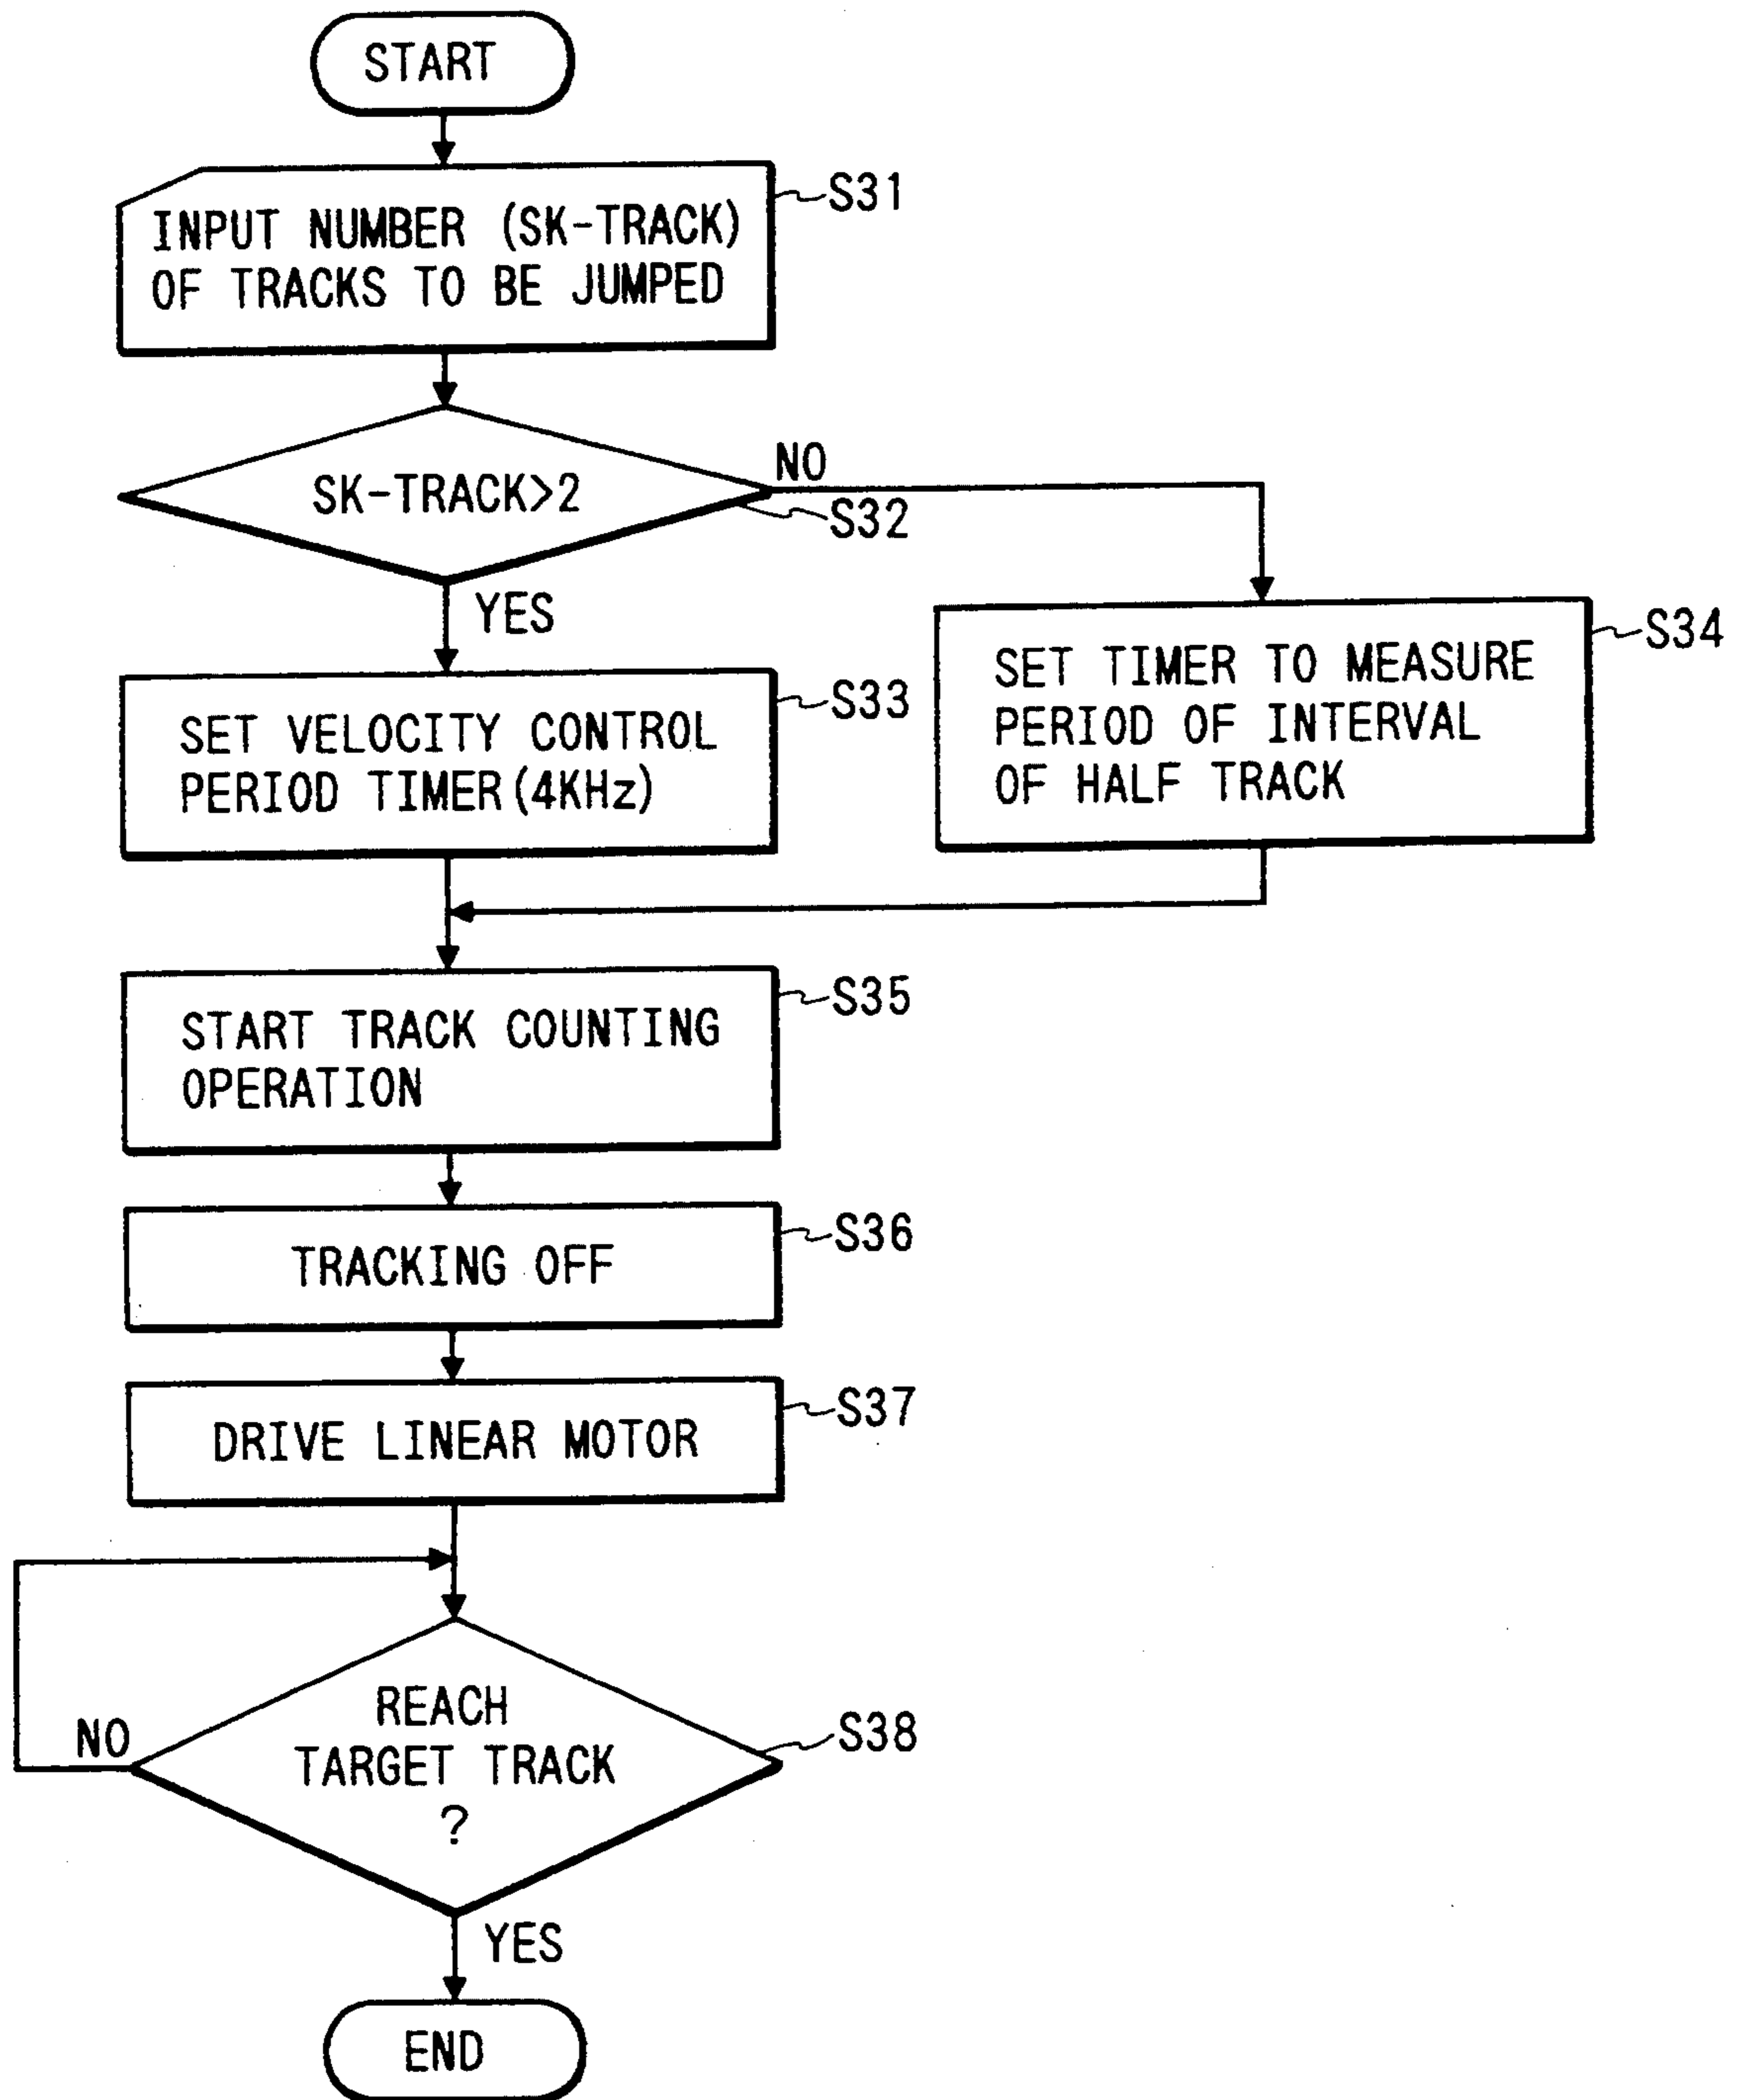 START
INPUT NUMBER (SK-TRACK)
OF TRACKS TO BE JUMPED
S31
SK-TRACK>2
NO
S32
YES
SET VELOCITY CONTROL
PERIOD TIMER(4KHz)
S33
SET TIMER TO MEASURE
PERIOD OF INTERVAL
OF HALF TRACK
S34
START TRACK COUNTING
OPERATION
S35
TRACKING OFF
S36
DRIVE LINEAR MOTOR
S37
REACH
TARGET TRACK
?
S38
NO
YES
END